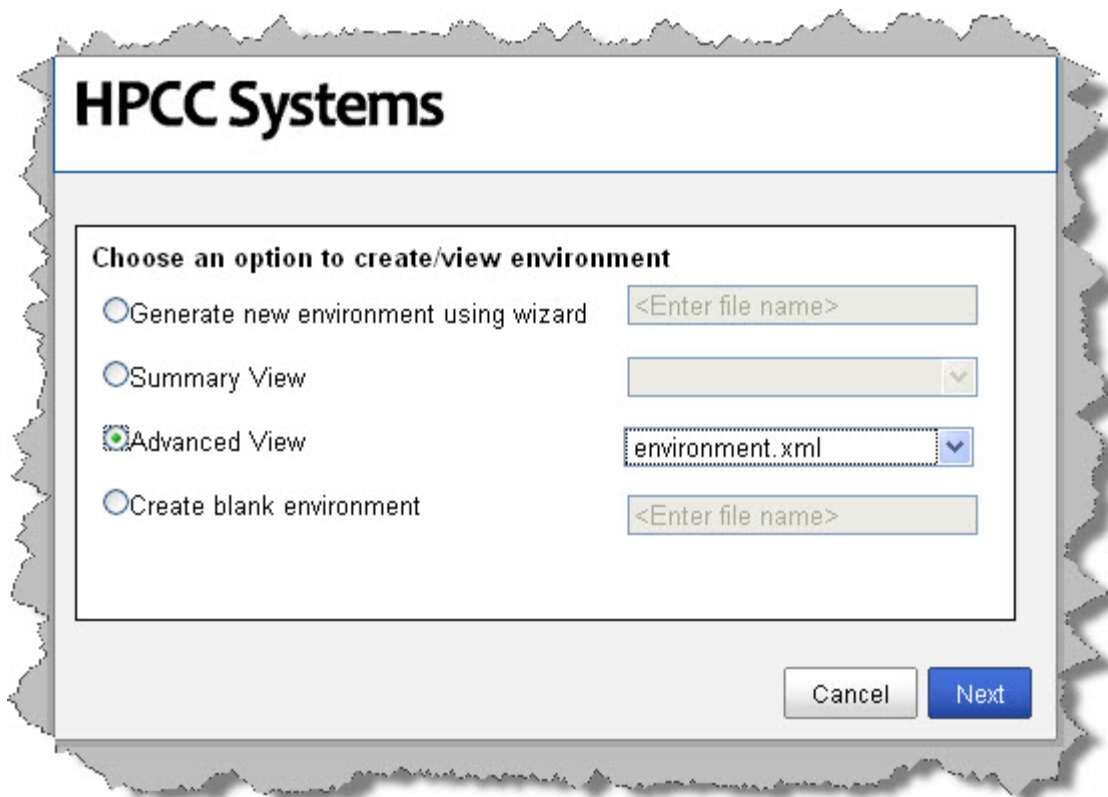 HPCC Systems
Choose an option to create/view environment
Generate new environment using wizard <Enter file name>
Summary View
Advanced View environment.xml
Create blank environment <Enter file name>
Cancel Next